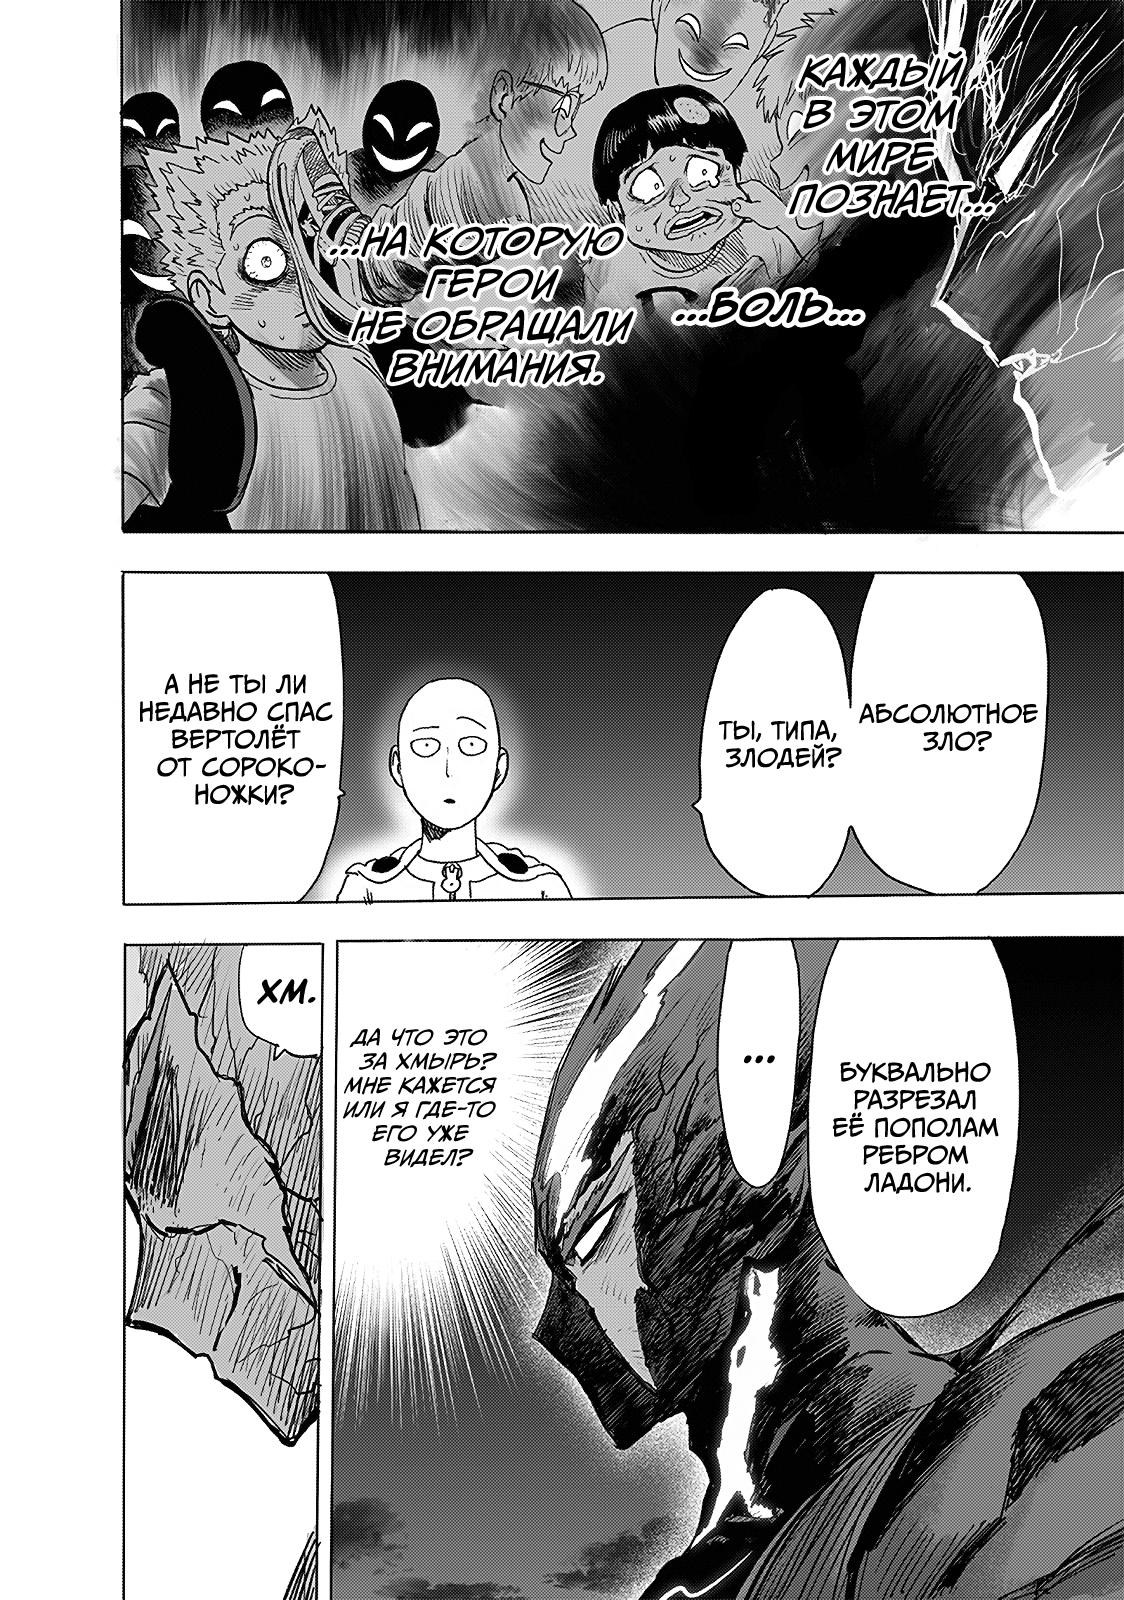 КАЖДЫЙ
В ЭТОМ
МИРЕ
ПОЗНАЕТ...
...БОЛЬ...
...НА КОТОРУЮ
ГЕРОИ
НЕ ОБРАЩАЛИ
ВНИМАНИЯ.
АБСОЛЮТНОЕ
ЗЛО?
ТЫ, ТИПА,
ЗЛОДЕЙ?
А НЕ ТЫ ЛИ
НЕДАВНО СПАС
ВЕРТОЛЁТ
ОТ СОРОКО-
НОЖКИ?
БУКВАЛЬНО
РАЗРЕЗАЛ
ЕЁ ПОПОЛАМ
РЕБРОМ
ЛАДОНИ.
...
ДА ЧТО ЭТО
ЗА ХМЫРЬ?
МНЕ КАЖЕТСЯ
ИЛИ Я ГДЕ-ТО
ЕГО УЖЕ
ВИДЕЛ?
ХМ.